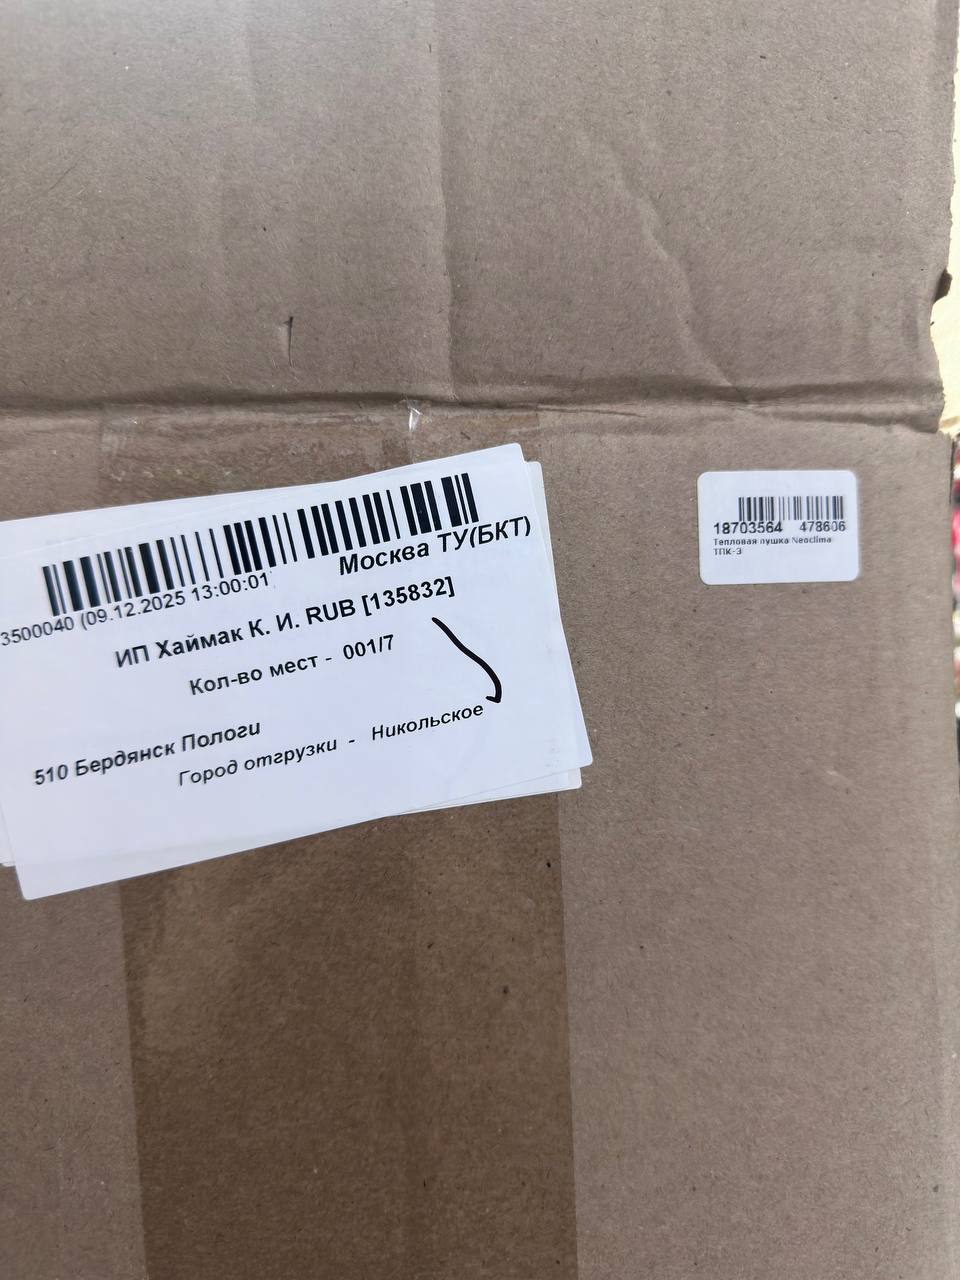 3500040 (09.12.2025 13:00:01)
Москва ТУ(БКТ)
ИП Хаймак К. И. RUB [135832]
Кол-во мест - 001/7
510 Бердянск Пологи
Город отгрузки - Никольское
18703564 478606
Тепловая пушка Neoclima
ТПК-3